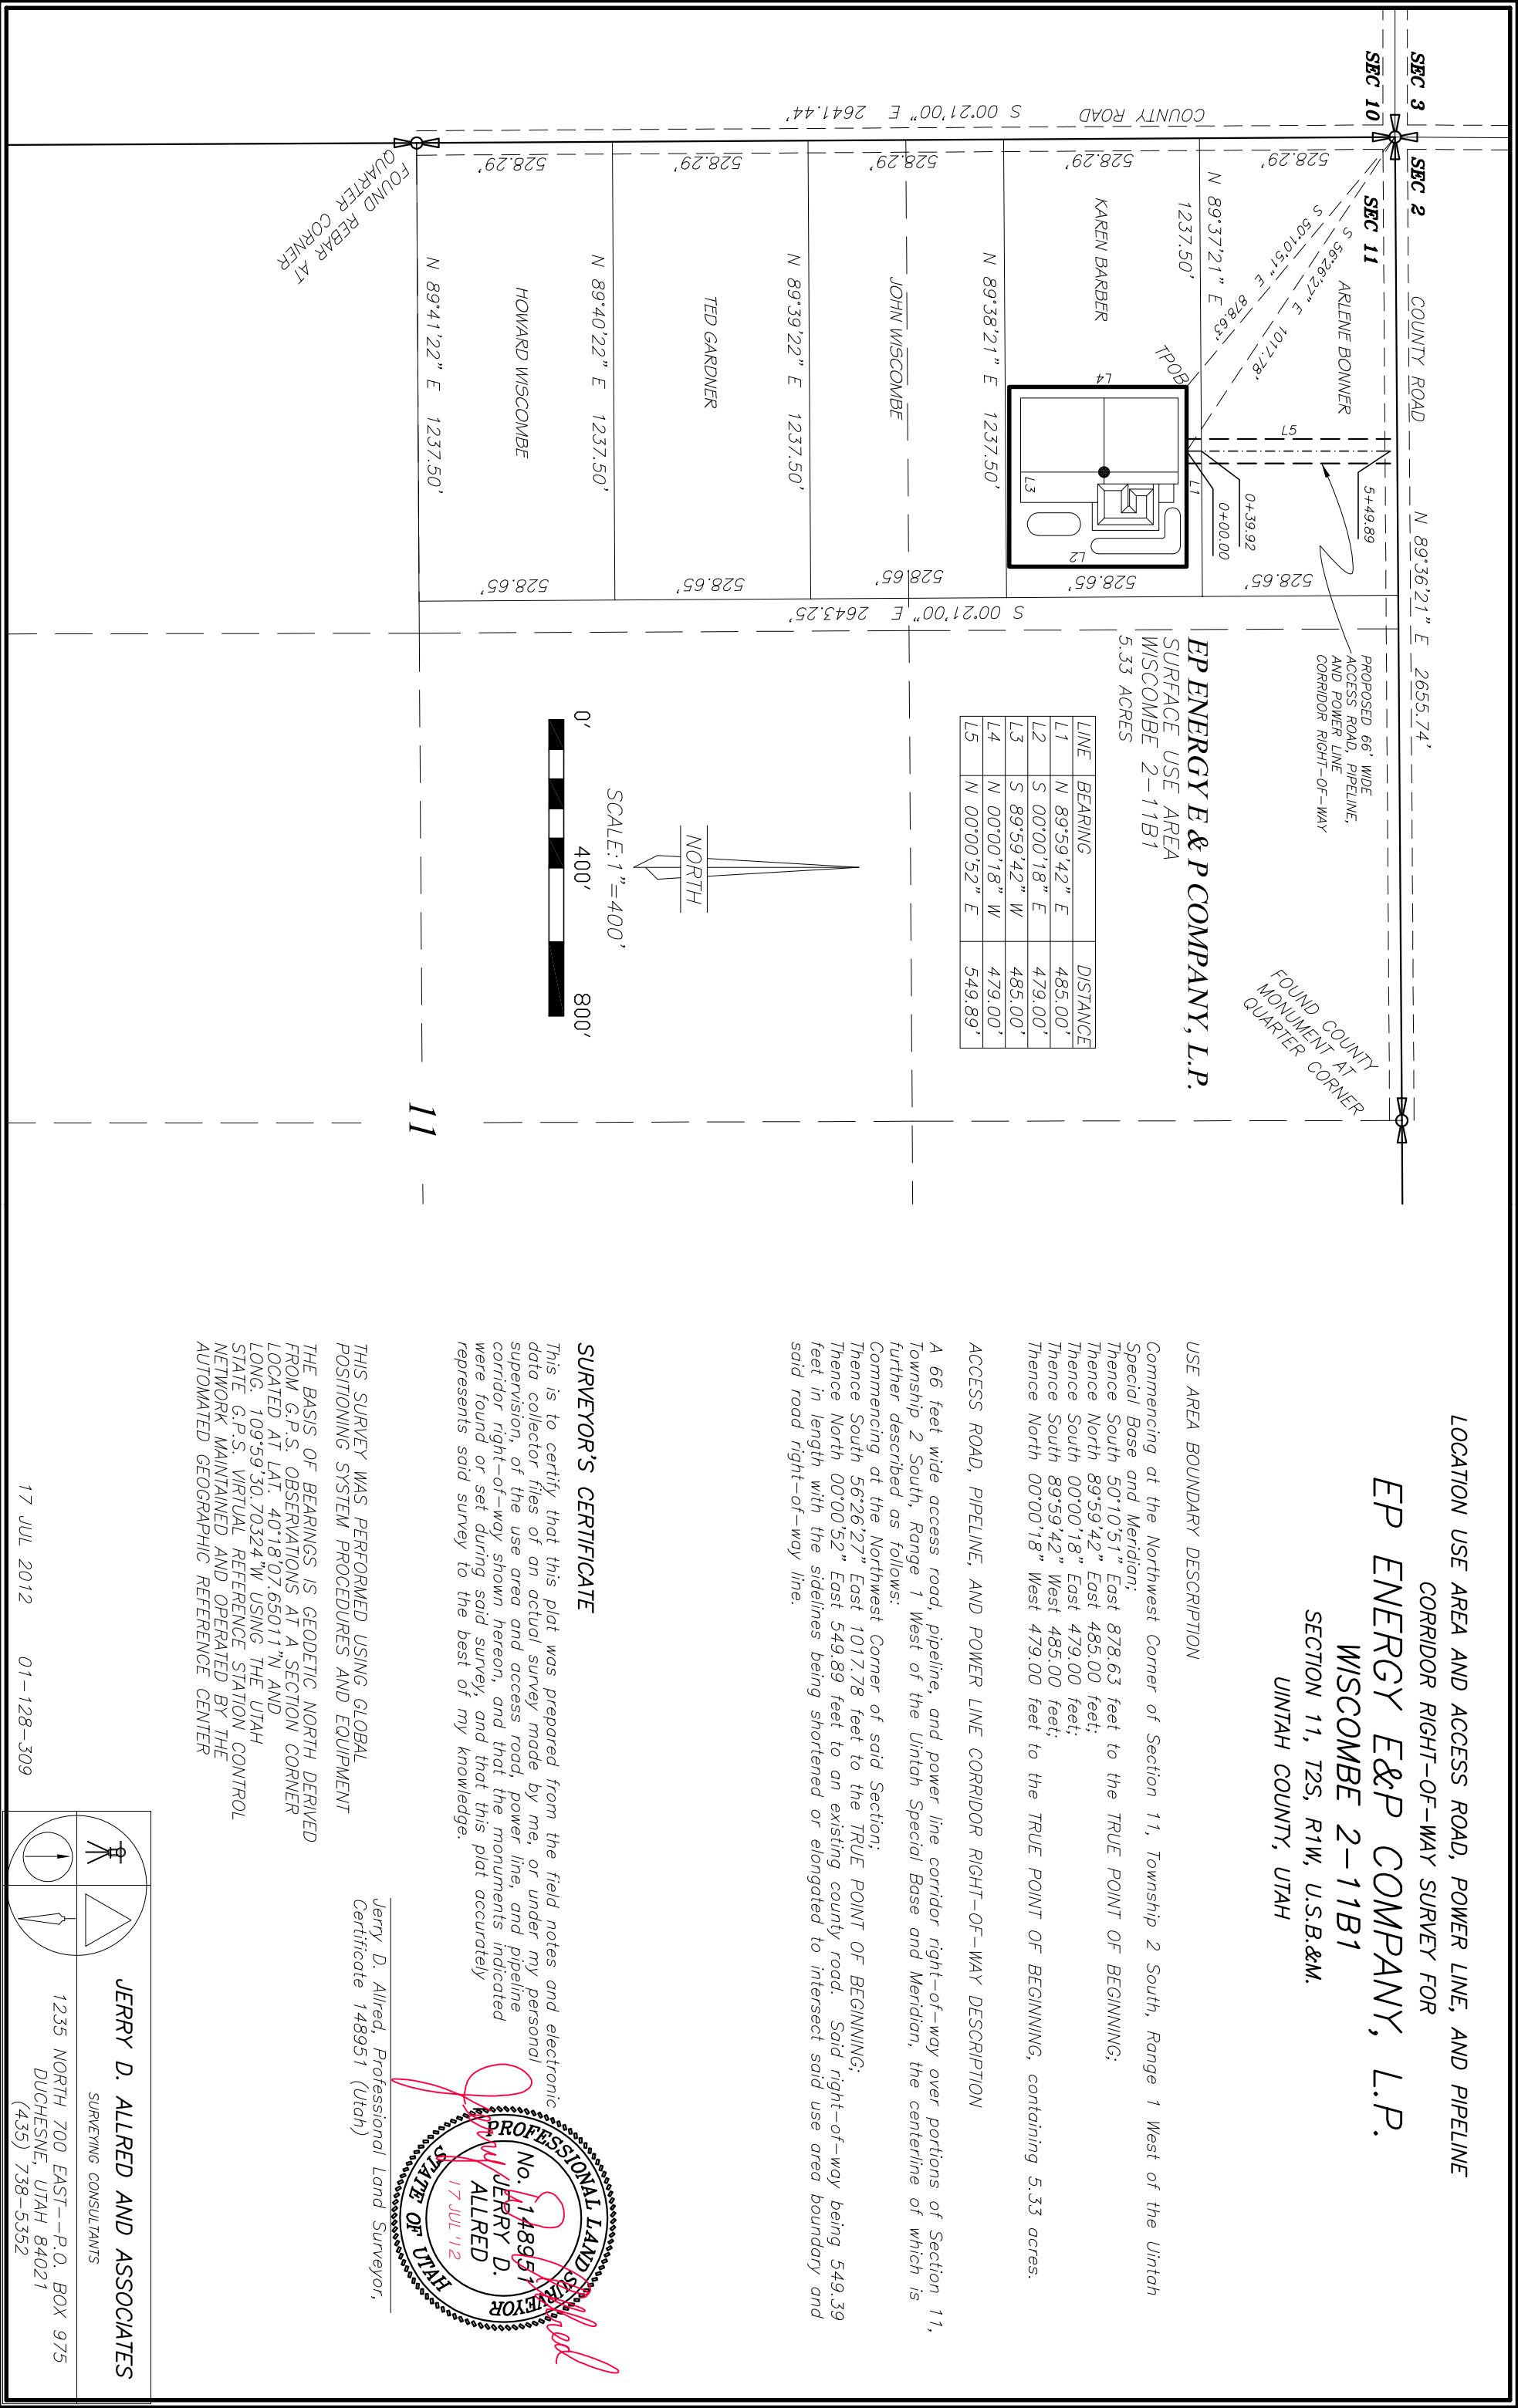 LOCATION USE AREA AND ACCESS ROAD, POWER LINE, AND PIPELINE
CORRIDOR RIGHT-OF-WAY SURVEY FOR
EP ENERGY E&P COMPANY, L.P.
WISCOMBE 2-11B1
SECTION 11, T2S, R1W, U.S.B.&M.
UINTAH COUNTY, UTAH
SEC 3
SEC 2
SEC 10
SEC 11
COUNTY ROAD
N 89°36'21" E 2655.74'
COUNTY ROAD
S 00°21'00" E 2641.44'
528.29'
528.29'
528.29'
528.29'
528.29'
S 56°26'27" E 1017.78'
S 50°10'51" E 878.63'
ARLENE BONNER
L5
5+49.89
PROPOSED 66' WIDE
ACCESS ROAD, PIPELINE,
AND POWER LINE
CORRIDOR RIGHT-OF-WAY
FOUND COUNTY
MONUMENT AT
QUARTER CORNER
N 89°37'21" E
1237.50'
0+39.92
0+00.00
TPOB
L1
L2
L3
L4
KAREN BARBER
N 89°38'21" E 1237.50'
JOHN WISCOMBE
N 89°39'22" E 1237.50'
TED GARDNER
N 89°40'22" E 1237.50'
HOWARD WISCOMBE
N 89°41'22" E 1237.50'
FOUND REBAR AT
QUARTER CORNER
528.65'
528.65'
528.65'
528.65'
528.65'
S 00°21'00" E 2643.25'
EP ENERGY E & P COMPANY, L.P.
SURFACE USE AREA
WISCOMBE 2-11B1
5.33 ACRES
LINE BEARING DISTANCE
L1 N 89°59'42" E 485.00'
L2 S 00°00'18" E 479.00'
L3 S 89°59'42" W 485.00'
L4 N 00°00'18" W 479.00'
L5 N 00°00'52" E 549.89'
NORTH
SCALE: 1"=400'
0' 400' 800'
11
USE AREA BOUNDARY DESCRIPTION
Commencing at the Northwest Corner of Section 11, Township 2 South, Range 1 West of the Uintah
Special Base and Meridian;
Thence South 50°10'51" East 878.63 feet to the TRUE POINT OF BEGINNING;
Thence North 89°59'42" East 485.00 feet;
Thence South 00°00'18" East 479.00 feet;
Thence South 89°59'42" West 485.00 feet;
Thence North 00°00'18" West 479.00 feet to the TRUE POINT OF BEGINNING, containing 5.33 acres.
ACCESS ROAD, PIPELINE, AND POWER LINE CORRIDOR RIGHT-OF-WAY DESCRIPTION
A 66 feet wide access road, pipeline, and power line corridor right-of-way over portions of Section 11,
Township 2 South, Range 1 West of the Uintah Special Base and Meridian, the centerline of which is
further described as follows:
Commencing at the Northwest Corner of said Section;
Thence South 56°26'27" East 1017.78 feet to the TRUE POINT OF BEGINNING;
Thence North 00°00'52" East 549.89 feet to an existing county road. Said right-of-way being 549.39
feet in length with the sidelines being shortened or elongated to intersect said use area boundary and
said road right-of-way line.
SURVEYOR'S CERTIFICATE
This is to certify that this plat was prepared from the field notes and electronic
data collector files of an actual survey made by me, or under my personal
supervision, of the use area and access road, power line, and pipeline
corridor right-of-way shown hereon, and that the monuments indicated
were found or set during said survey, and that this plat accurately
represents said survey to the best of my knowledge.
Jerry D. Allred, Professional Land Surveyor,
Certificate 148951 (Utah)
PROFESSIONAL LAND SURVEYOR
No. 148951
JERRY D.
ALLRED
17 JUL '12
STATE OF UTAH
THIS SURVEY WAS PERFORMED USING GLOBAL
POSITIONING SYSTEM PROCEDURES AND EQUIPMENT
THE BASIS OF BEARINGS IS GEODETIC NORTH DERIVED
FROM G.P.S. OBSERVATIONS AT A SECTION CORNER
LOCATED AT LAT. 40°18'07.65011"N AND
LONG. 109°59'30.70324"W USING THE UTAH
STATE G.P.S. VIRTUAL REFERENCE STATION CONTROL
NETWORK MAINTAINED AND OPERATED BY THE
AUTOMATED GEOGRAPHIC REFERENCE CENTER
17 JUL 2012 01-128-309
JERRY D. ALLRED AND ASSOCIATES
SURVEYING CONSULTANTS
1235 NORTH 700 EAST--P.O. BOX 975
DUCHESNE, UTAH 84021
(435) 738-5352